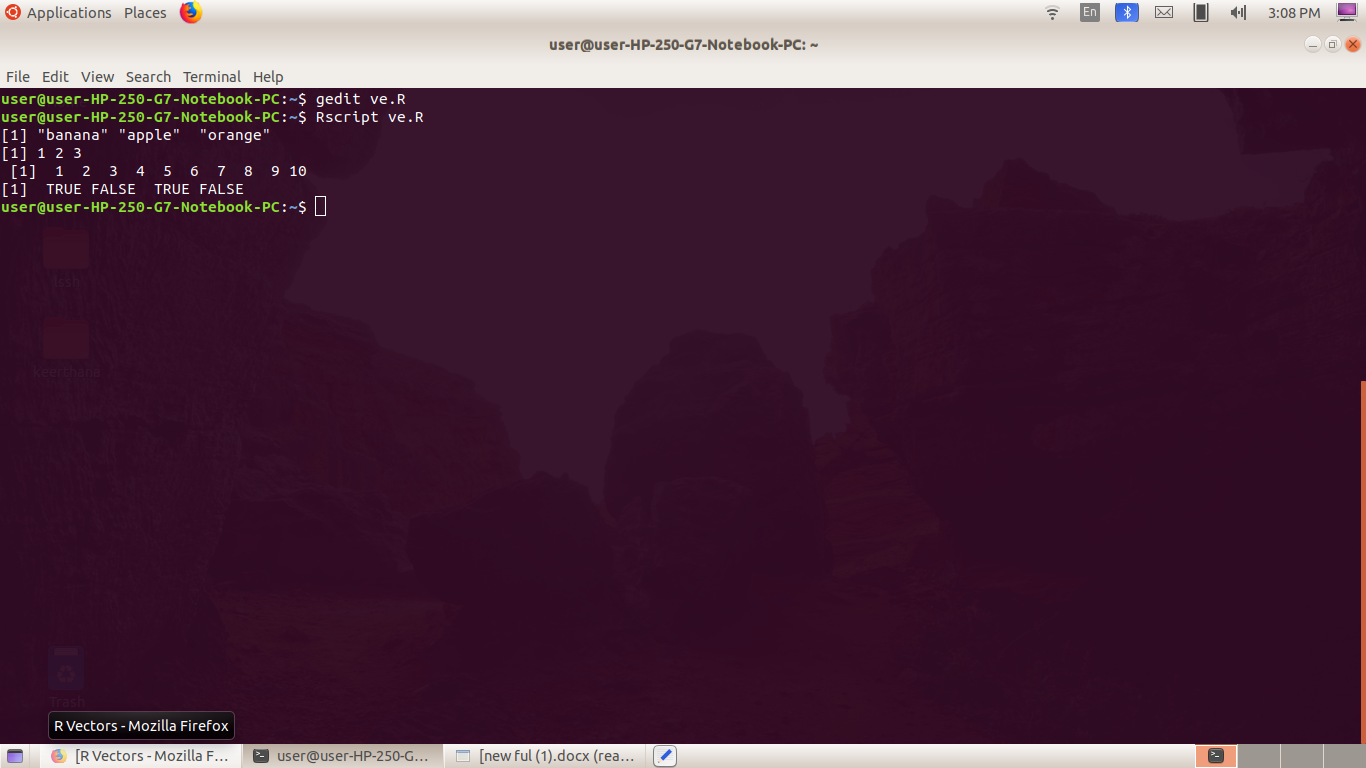 Applications Places En 3:08 PM
user@user-HP-250-G7-Notebook-PC: ~
File Edit View Search Terminal Help
user@user-HP-250-G7-Notebook-PC:~$ gedit ve.R
user@user-HP-250-G7-Notebook-PC:~$ Rscript ve.R
[1] "banana" "apple"  "orange"
[1] 1 2 3
 [1]  1  2  3  4  5  6  7  8  9 10
[1]  TRUE FALSE  TRUE FALSE
user@user-HP-250-G7-Notebook-PC:~$
keerthana
Trash
R Vectors - Mozilla Firefox
[R Vectors - Mozilla F... user@user-HP-250-G... [new ful (1).docx (rea...